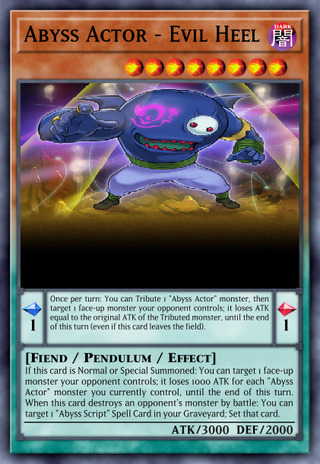 Abyss Actor - Evil Heel
DARK
闇
Once per turn: You can Tribute 1 "Abyss Actor" monster, then
target 1 face-up monster your opponent controls; it loses ATK
equal to the original ATK of the Tributed monster, until the end
of this turn (even if this card leaves the field).
1
1
[Fiend / Pendulum / Effect]
If this card is Normal or Special Summoned: You can target 1 face-up
monster your opponent controls; it loses 1000 ATK for each "Abyss
Actor" monster you currently control, until the end of this turn.
When this card destroys an opponent's monster by battle: You can
target 1 "Abyss Script" Spell Card in your Graveyard; Set that card.
ATK/3000 DEF/2000